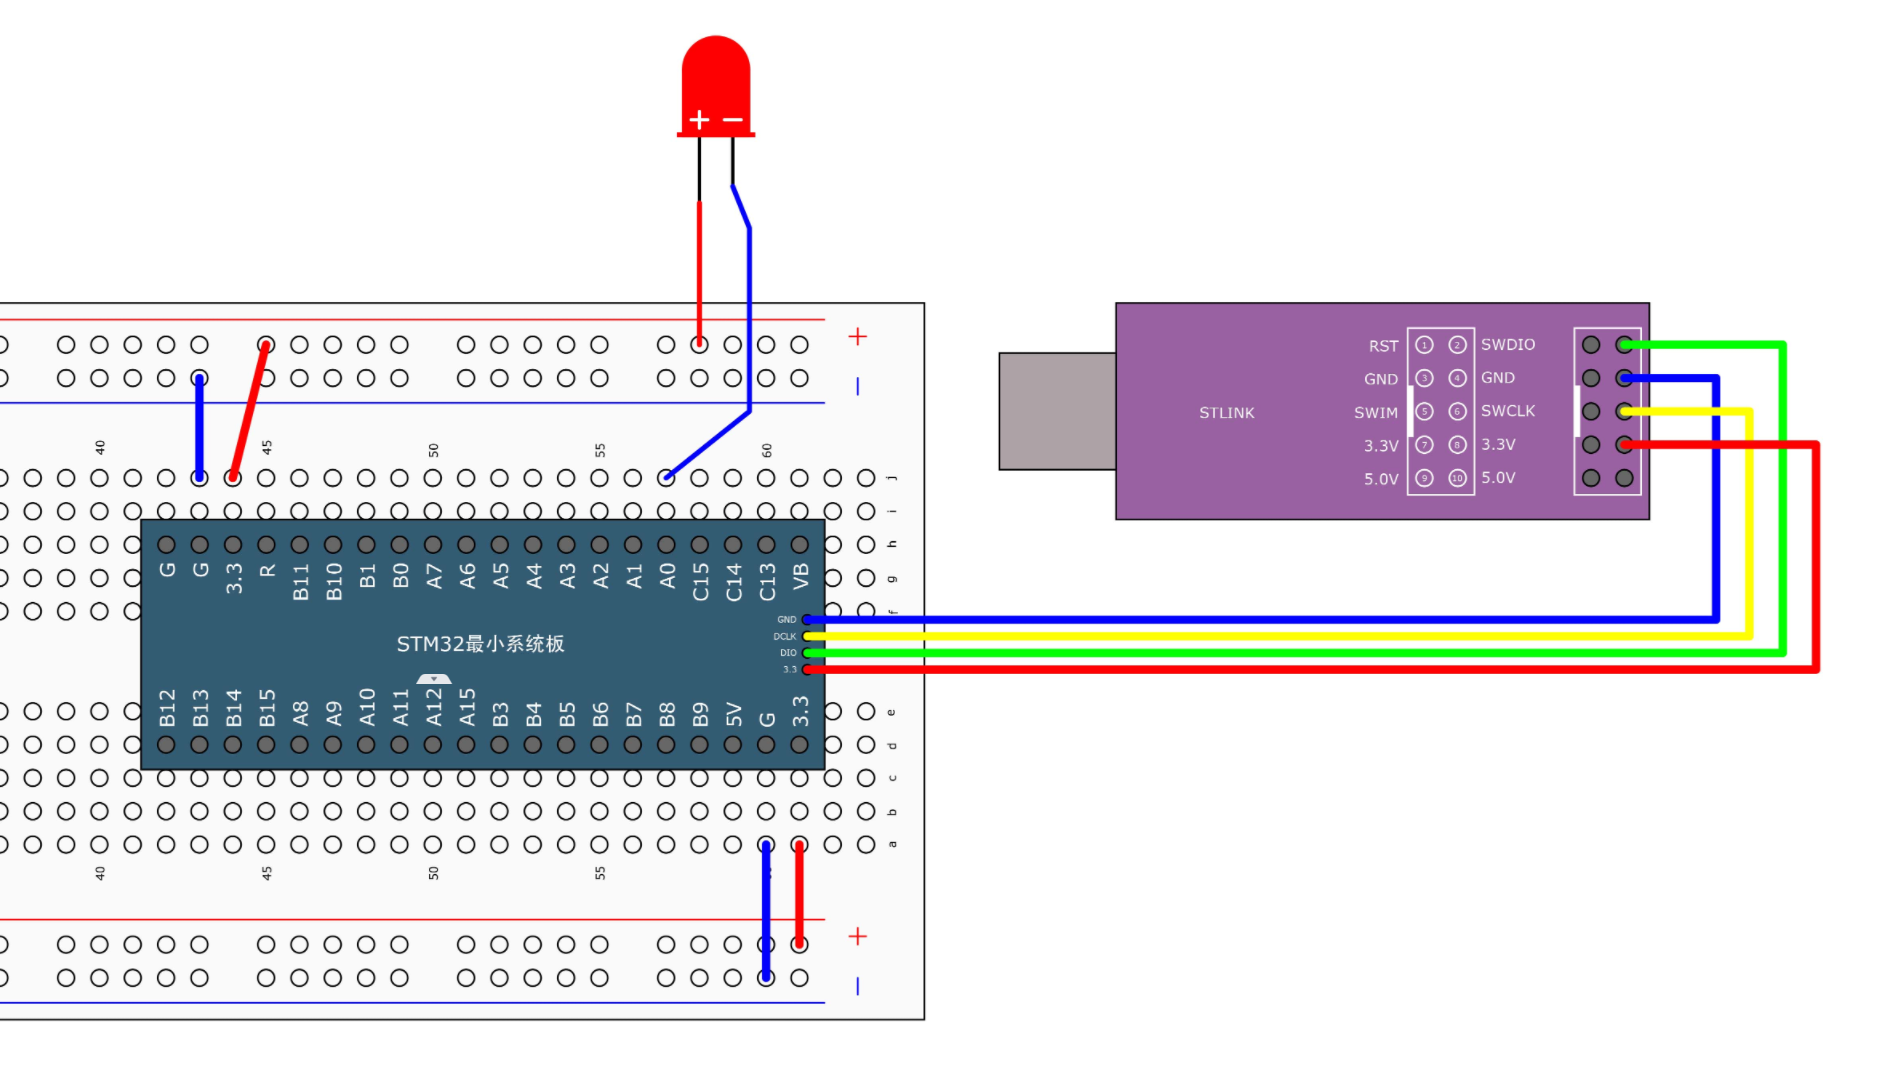 + −
+
−
40 45 50 55 60
j
i
h
g
f
G G 3.3 R B11 B10 B1 B0 A7 A6 A5 A4 A3 A2 A1 A0 C15 C14 C13 VB
GND
DCLK
DIO
3.3
STM32最小系统板
B12 B13 B14 B15 A8 A9 A10 A11 A12 A15 B3 B4 B5 B6 B7 B8 B9 5V G 3.3
e
d
c
b
a
40 45 50 55
+
−
STLINK
RST 1 2 SWDIO
GND 3 4 GND
SWIM 5 6 SWCLK
3.3V 7 8 3.3V
5.0V 9 10 5.0V